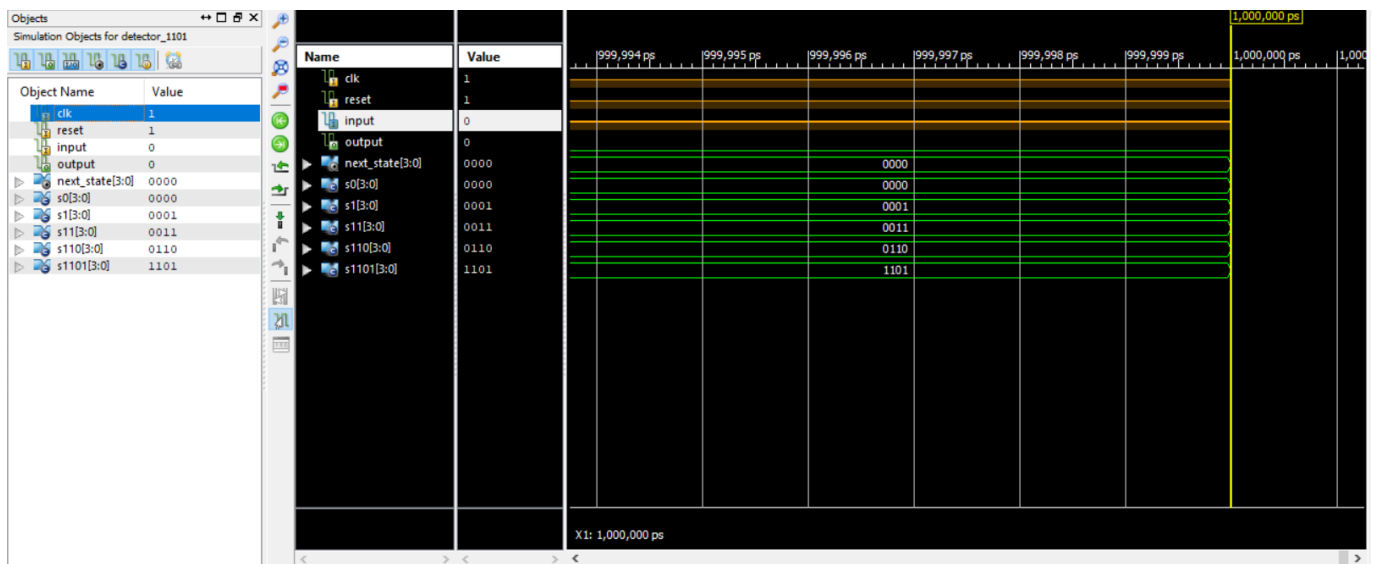 Objects
Simulation Objects for detector_1101
Object Name Value
clk 1
reset 1
input 0
output 0
next_state[3:0] 0000
s0[3:0] 0000
s1[3:0] 0001
s11[3:0] 0011
s110[3:0] 0110
s1101[3:0] 1101
1,000,000 ps
Name Value 999,994 ps 999,995 ps 999,996 ps 999,997 ps 999,998 ps 999,999 ps 1,000,000 ps 1,000
clk 1
reset 1
input 0
output 0
next_state[3:0] 0000 0000
s0[3:0] 0000 0000
s1[3:0] 0001 0001
s11[3:0] 0011 0011
s110[3:0] 0110 0110
s1101[3:0] 1101 1101
X1: 1,000,000 ps